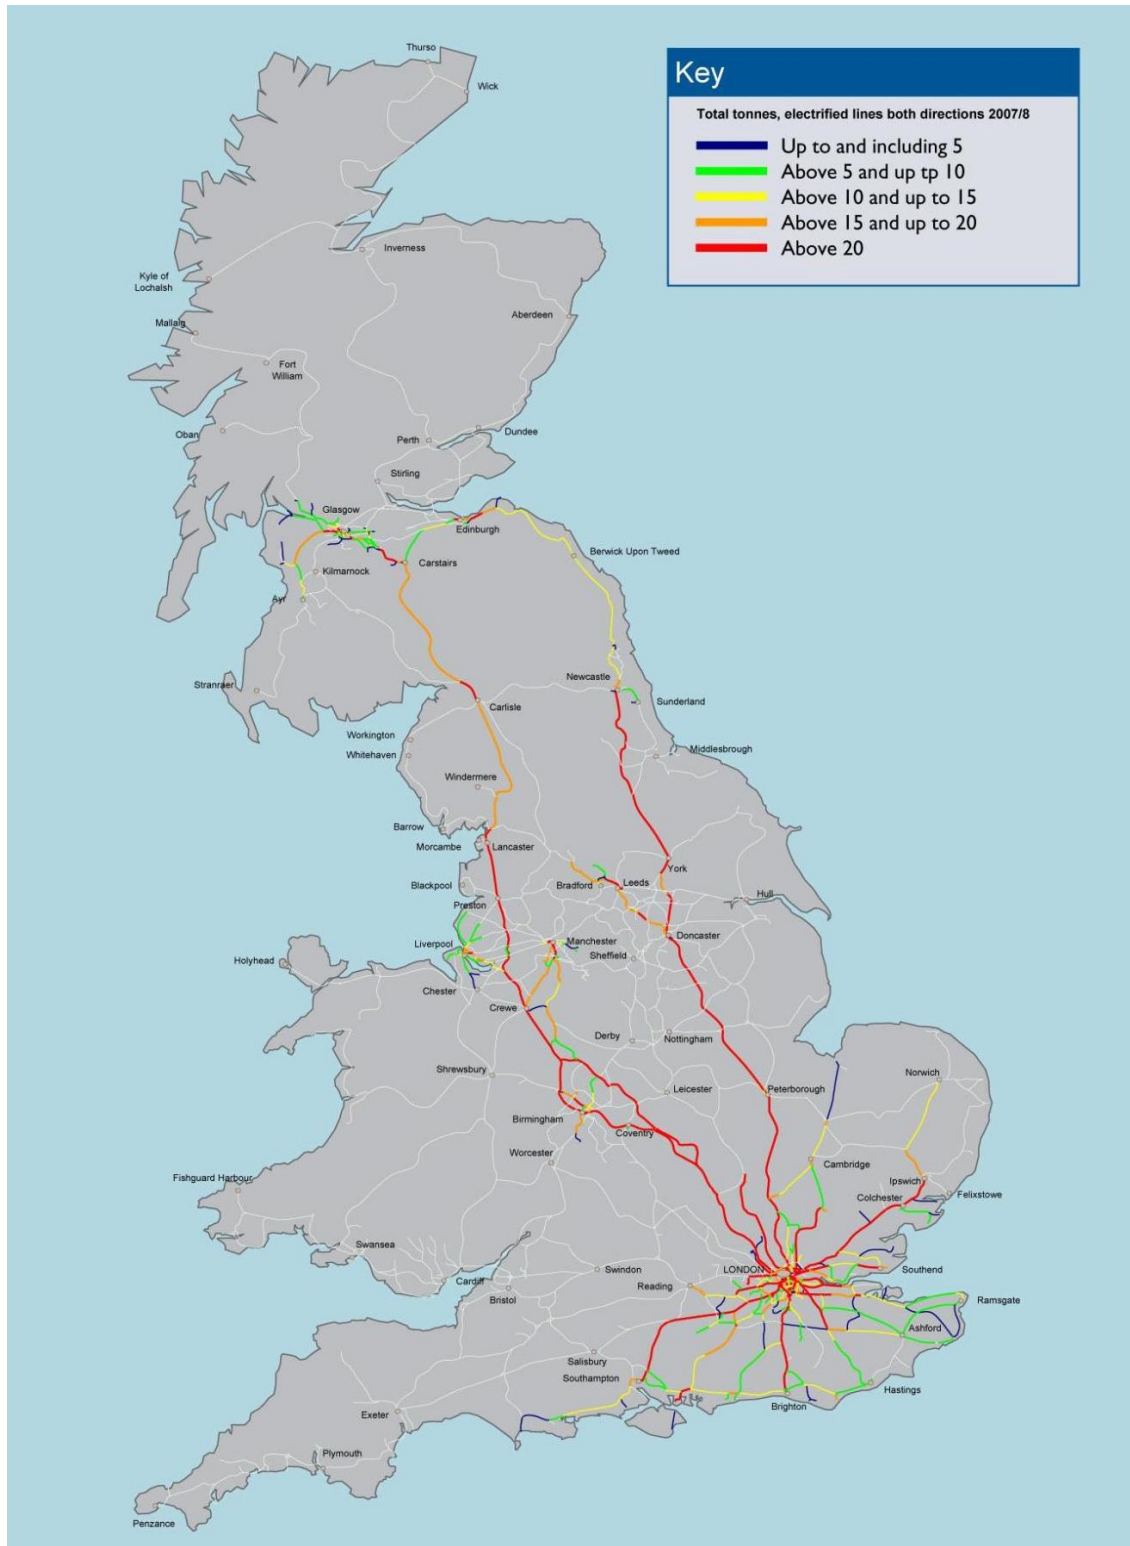 Key
Total tonnes, electrified lines both directions 2007/8
Up to and including 5
Above 5 and up tp 10
Above 10 and up to 15
Above 15 and up to 20
Above 20
Thurso
Wick
Inverness
Kyle of
Lochalsh
Aberdeen
Mallaig
Fort
William
Oban
Perth
Dundee
Stirling
Glasgow
Edinburgh
Berwick Upon Tweed
Carstairs
Kilmarnock
Ayr
Newcastle
Stranraer
Sunderland
Carlisle
Workington
Whitehaven
Middlesbrough
Windermere
Barrow
Morcambe
Lancaster
York
Blackpool
Bradford
Leeds
Hull
Preston
Doncaster
Liverpool
Manchester
Sheffield
Holyhead
Chester
Crewe
Derby
Nottingham
Shrewsbury
Norwich
Leicester
Peterborough
Birmingham
Coventry
Worcester
Cambridge
Fishguard Harbour
Ipswich
Felixstowe
Colchester
Swansea
Swindon
LONDON
Southend
Cardiff
Reading
Bristol
Ramsgate
Ashford
Salisbury
Southampton
Hastings
Brighton
Exeter
Plymouth
Penzance